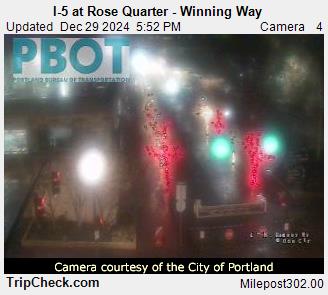 I-5 at Rose Quarter - Winning Way
Updated Dec 29 2024 5:52 PM Camera 4
PBOT
PORTLAND BUREAU OF TRANSPORTATION
Camera courtesy of the City of Portland
TripCheck.com Milepost302.00